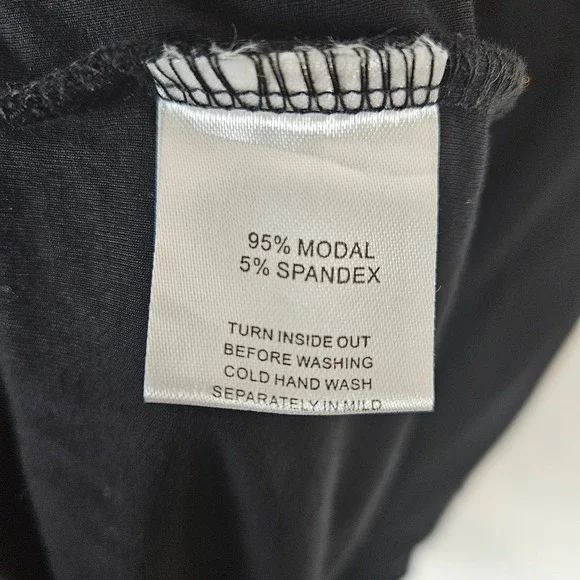 95% MODAL
5% SPANDEX
TURN INSIDE OUT
BEFORE WASHING
COLD HAND WASH
SEPARATELY IN MILD